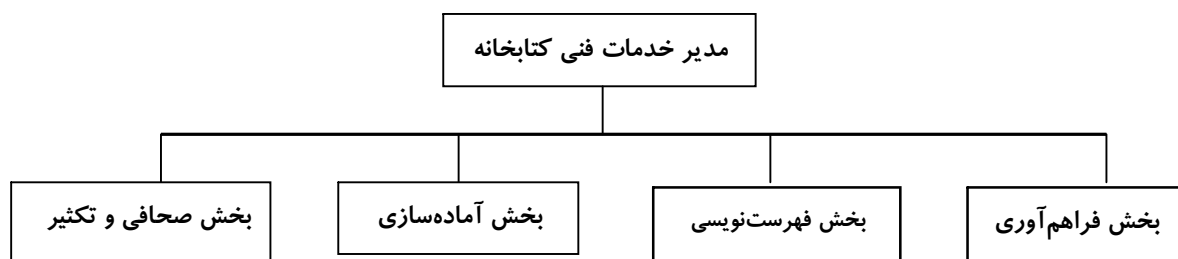 مدیر خدمات فنی کتابخانه
بخش فراهم‌آوری
بخش فهرست‌نویسی
بخش آماده‌سازی
بخش صحافی و تکثیر